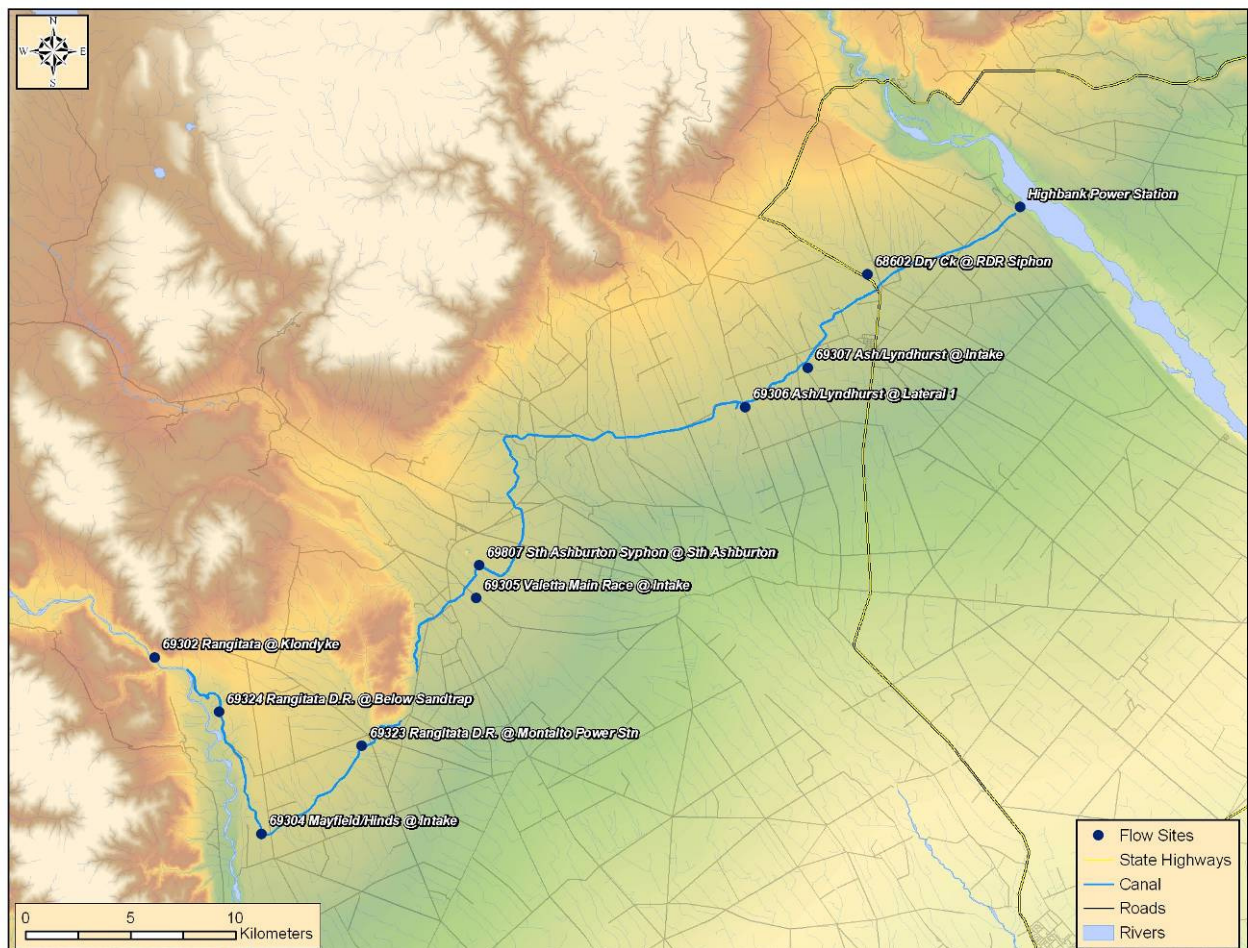 N
W E
S
Highbank Power Station
68602 Dry Ck @ RDR Siphon
69307 Ash/Lyndhurst @ Intake
69306 Ash/Lyndhurst @ Lateral 1
69807 Sth Ashburton Syphon @ Sth Ashburton
69305 Valetta Main Race @ Intake
69302 Rangitata @ Klondyke
69324 Rangitata D.R. @ Below Sandtrap
69323 Rangitata D.R. @ Montalto Power Stn
69304 Mayfield/Hinds @ Intake
Flow Sites
State Highways
Canal
Roads
Rivers
0 5 10
Kilometers